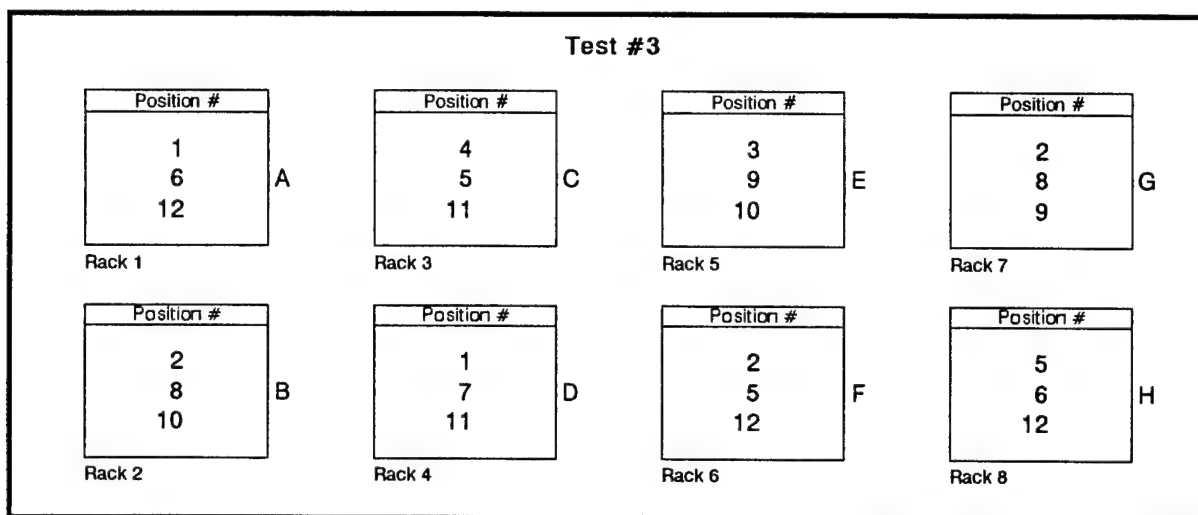 Test #3
Position #
1
6
12
A
Rack 1
Position #
4
5
11
C
Rack 3
Position #
3
9
10
E
Rack 5
Position #
2
8
9
G
Rack 7
Position #
2
8
10
B
Rack 2
Position #
1
7
11
D
Rack 4
Position #
2
5
12
F
Rack 6
Position #
5
6
12
H
Rack 8